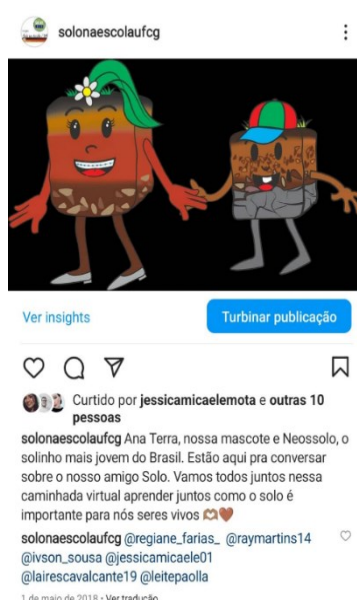 solonaescolaufcg
Ver insights
Turbinar publicação
Curtido por jessicamicaelemota e outras 10
pessoas
solonaescolaufcg Ana Terra, nossa mascote e Neossolo, o
solinho mais jovem do Brasil. Estão aqui pra conversar
sobre o nosso amigo Solo. Vamos todos juntos nessa
caminhada virtual aprender juntos como o solo é
importante para nós seres vivos 🫶🏽🤎
solonaescolaufcg @regiane_farias_ @raymartins14
@ivson_sousa @jessicamicaele01
@lairescavalcante19 @leitepaolla
1 de maio de 2018 • Ver tradução